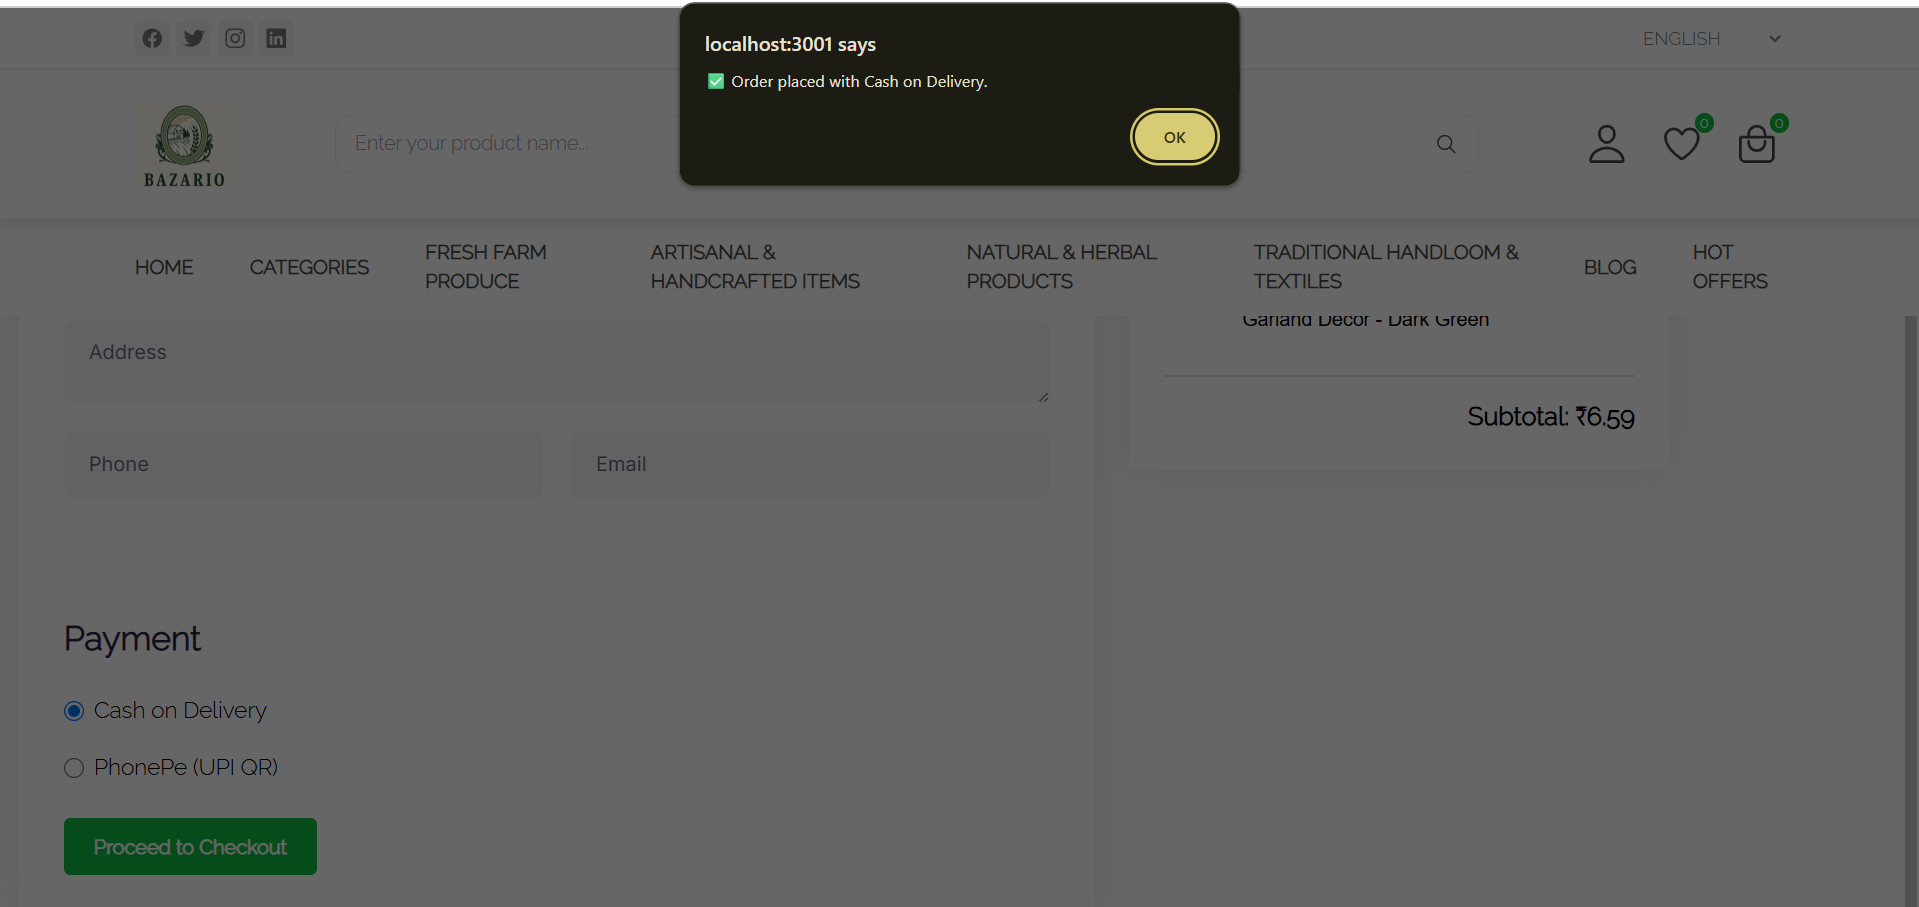 localhost:3001 says
✅ Order placed with Cash on Delivery.
OK
ENGLISH
BAZARIO
Enter your product name...
0
0
HOME
CATEGORIES
FRESH FARM
PRODUCE
ARTISANAL &
HANDCRAFTED ITEMS
NATURAL & HERBAL
PRODUCTS
TRADITIONAL HANDLOOM &
TEXTILES
BLOG
HOT
OFFERS
Address
Phone
Email
Garland Decor - Dark Green
Subtotal: ₹6.59
Payment
Cash on Delivery
PhonePe (UPI QR)
Proceed to Checkout